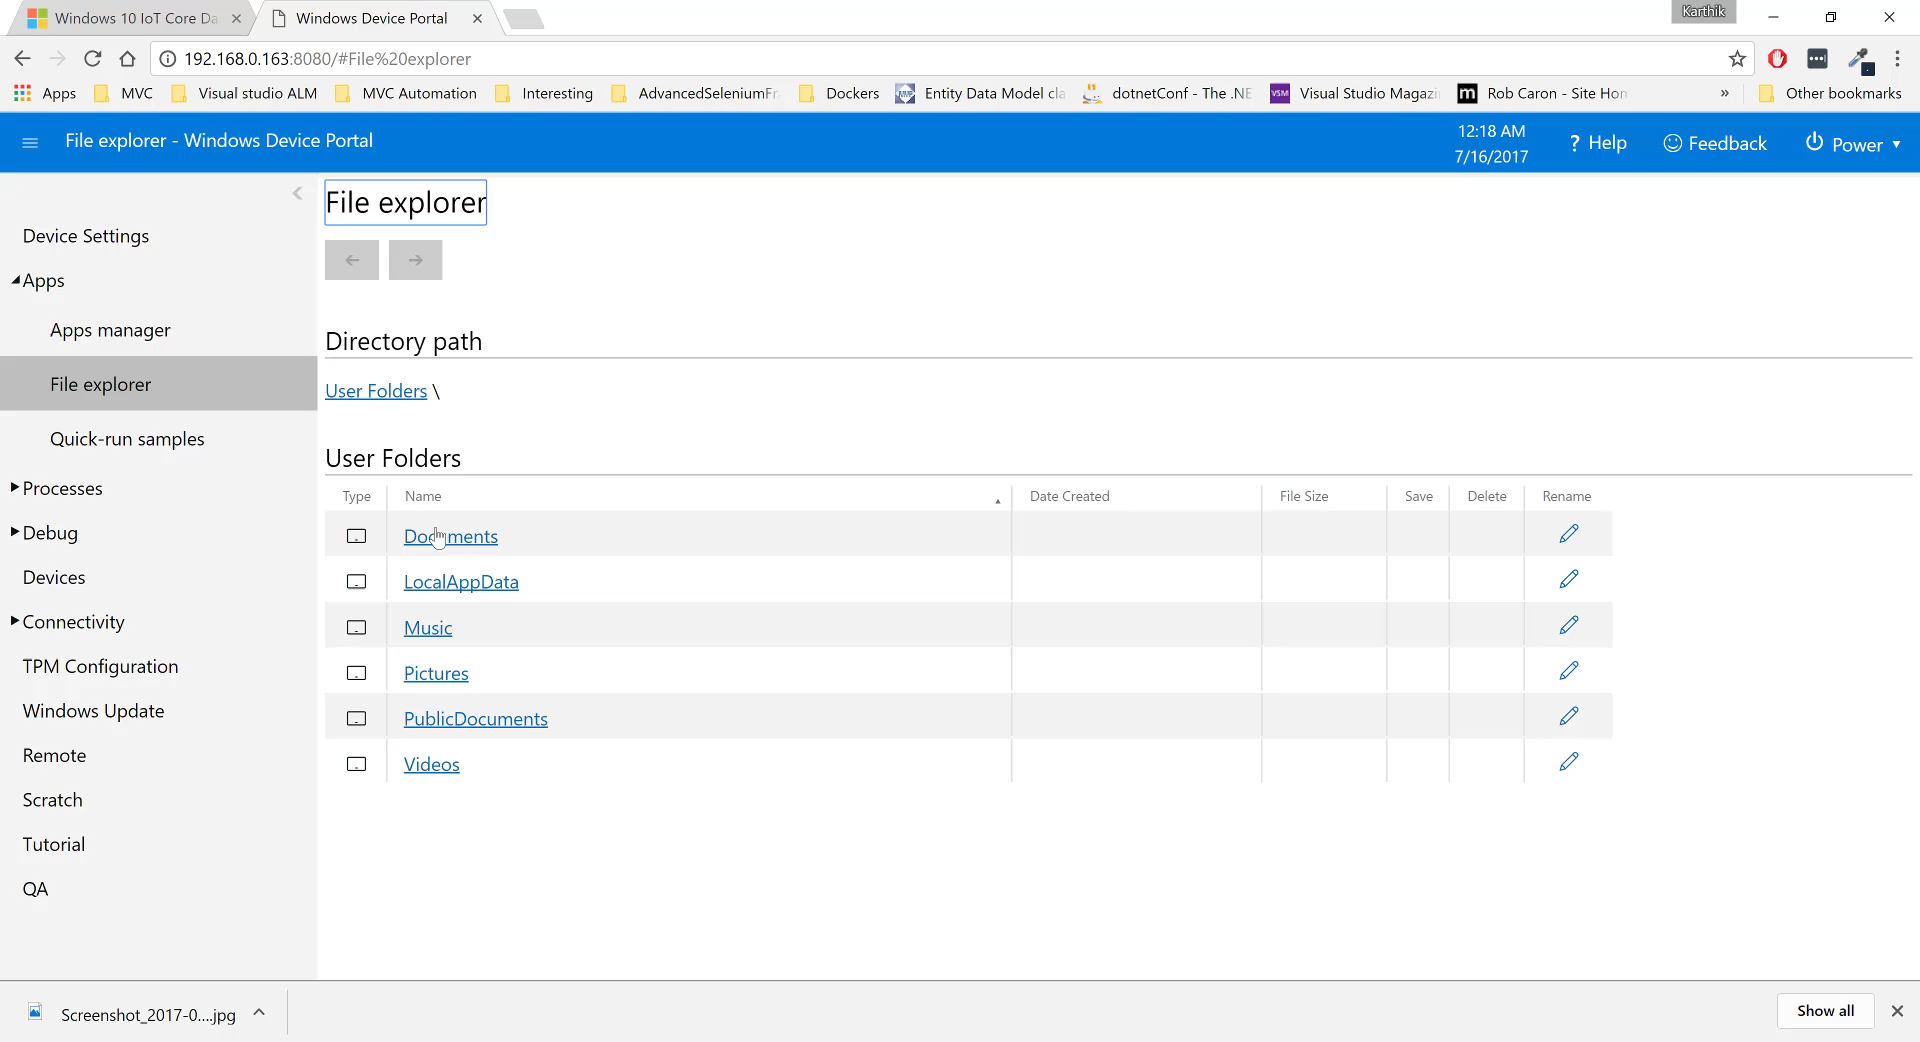 Windows 10 IoT Core Da
Windows Device Portal
Karthik
192.168.0.163:8080/#File%20explorer
Apps
MVC
Visual studio ALM
MVC Automation
Interesting
AdvancedSeleniumFr
Dockers
Entity Data Model cla
dotnetConf - The .NE
VSM
Visual Studio Magazi
m
Rob Caron - Site Hom
»
Other bookmarks
File explorer - Windows Device Portal
12:18 AM
7/16/2017
? Help
Feedback
Power
Device Settings
Apps
Apps manager
File explorer
Quick-run samples
Processes
Debug
Devices
Connectivity
TPM Configuration
Windows Update
Remote
Scratch
Tutorial
QA
File explorer
Directory path
User Folders \
User Folders
Type Name Date Created File Size Save Delete Rename
Documents
LocalAppData
Music
Pictures
PublicDocuments
Videos
Screenshot_2017-0....jpg
Show all